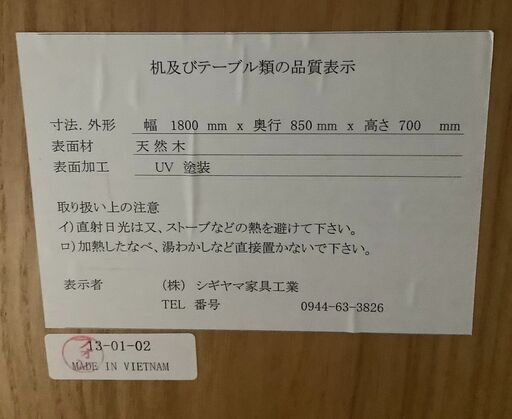 机及びテーブル類の品質表示
寸法.外形 幅 1800 mm x 奥行 850 mm x 高さ 700 mm
表面材 天然木
表面加工 UV 塗装
取り扱い上の注意
イ)直射日光は又、ストーブなどの熱を避けて下さい。
ロ)加熱したなべ、湯わかしなど直接置かないで下さい。
表示者 (株) シギヤマ家具工業
TEL 番号 0944-63-3826
13-01-02
MADE IN VIETNAM